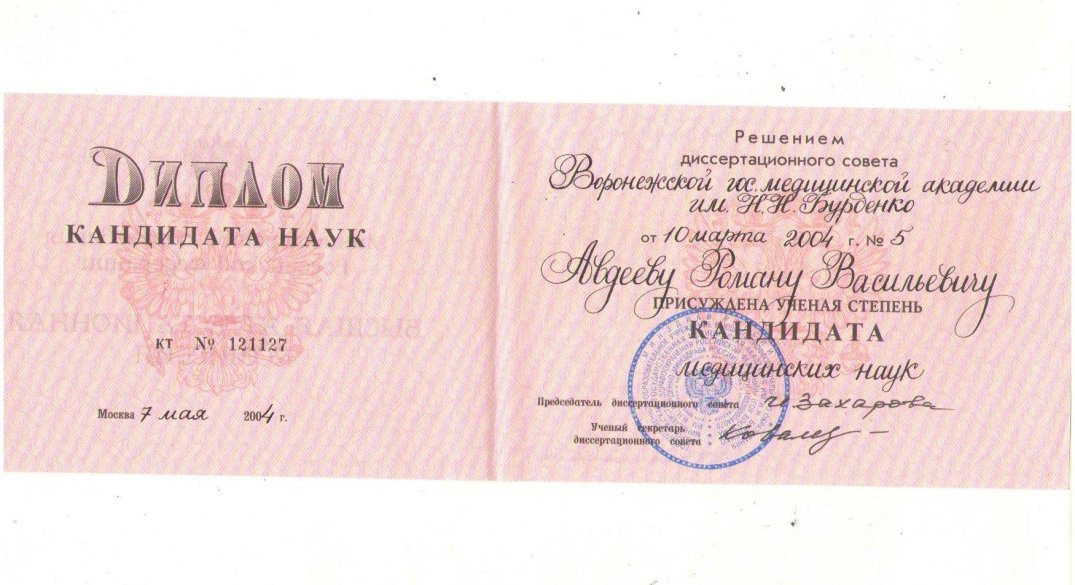 ДИПЛОМ
КАНДИДАТА НАУК
КТ № 121127
Москва 7 мая 2004 г.
Решением
диссертационного совета
Воронежской гос. медицинской академии
им. Н.Н. Бурденко
от 10 марта 2004 г. № 5
Авдееву Роману Васильевичу
ПРИСУЖДЕНА УЧЕНАЯ СТЕПЕНЬ
КАНДИДАТА
медицинских наук
Председатель диссертационного совета
Ученый секретарь
диссертационного совета